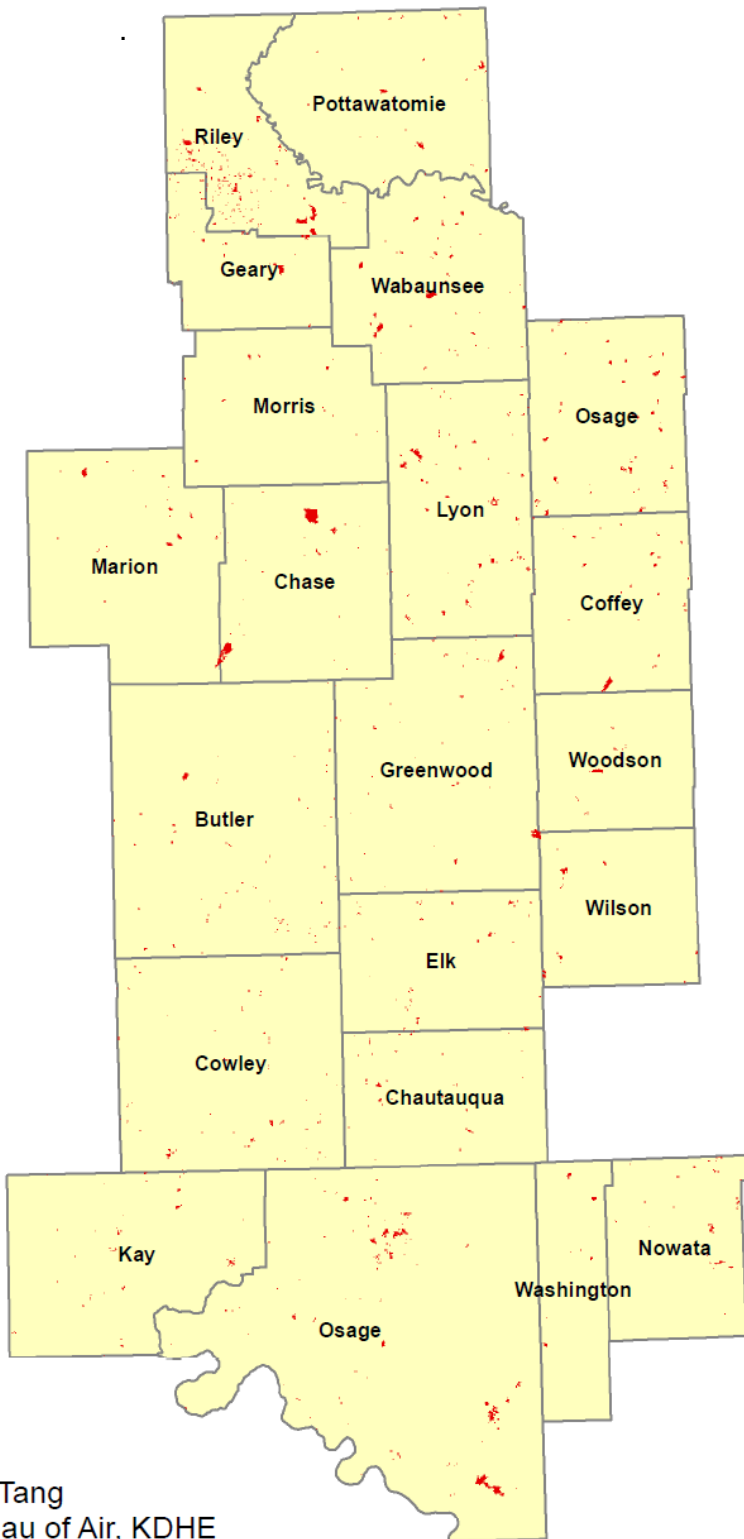 Pottawatomie
Riley
Geary
Wabaunsee
Morris
Osage
Lyon
Marion
Chase
Coffey
Greenwood
Woodson
Butler
Wilson
Elk
Cowley
Chautauqua
Kay
Nowata
Washington
Osage
Tang
au of Air, KDHE